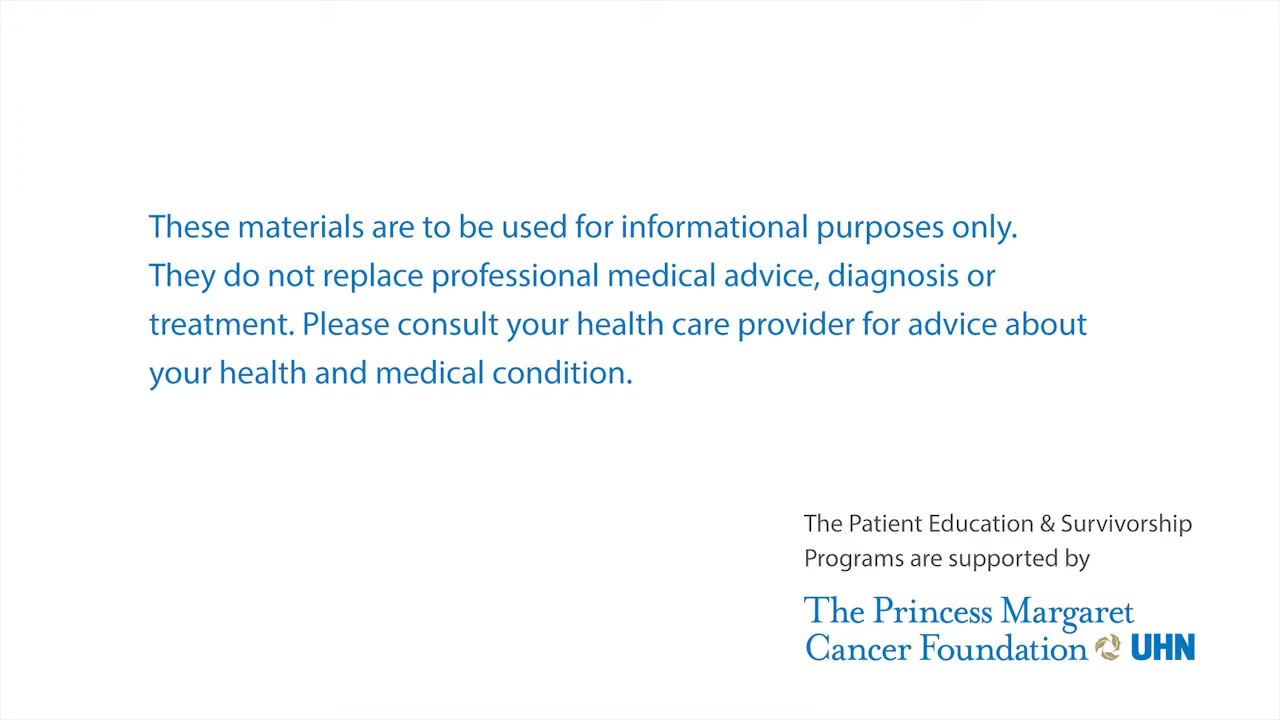 These materials are to be used for informational purposes only.
They do not replace professional medical advice, diagnosis or
treatment. Please consult your health care provider for advice about
your health and medical condition.
The Patient Education & Survivorship
Programs are supported by
The Princess Margaret
Cancer Foundation UHN